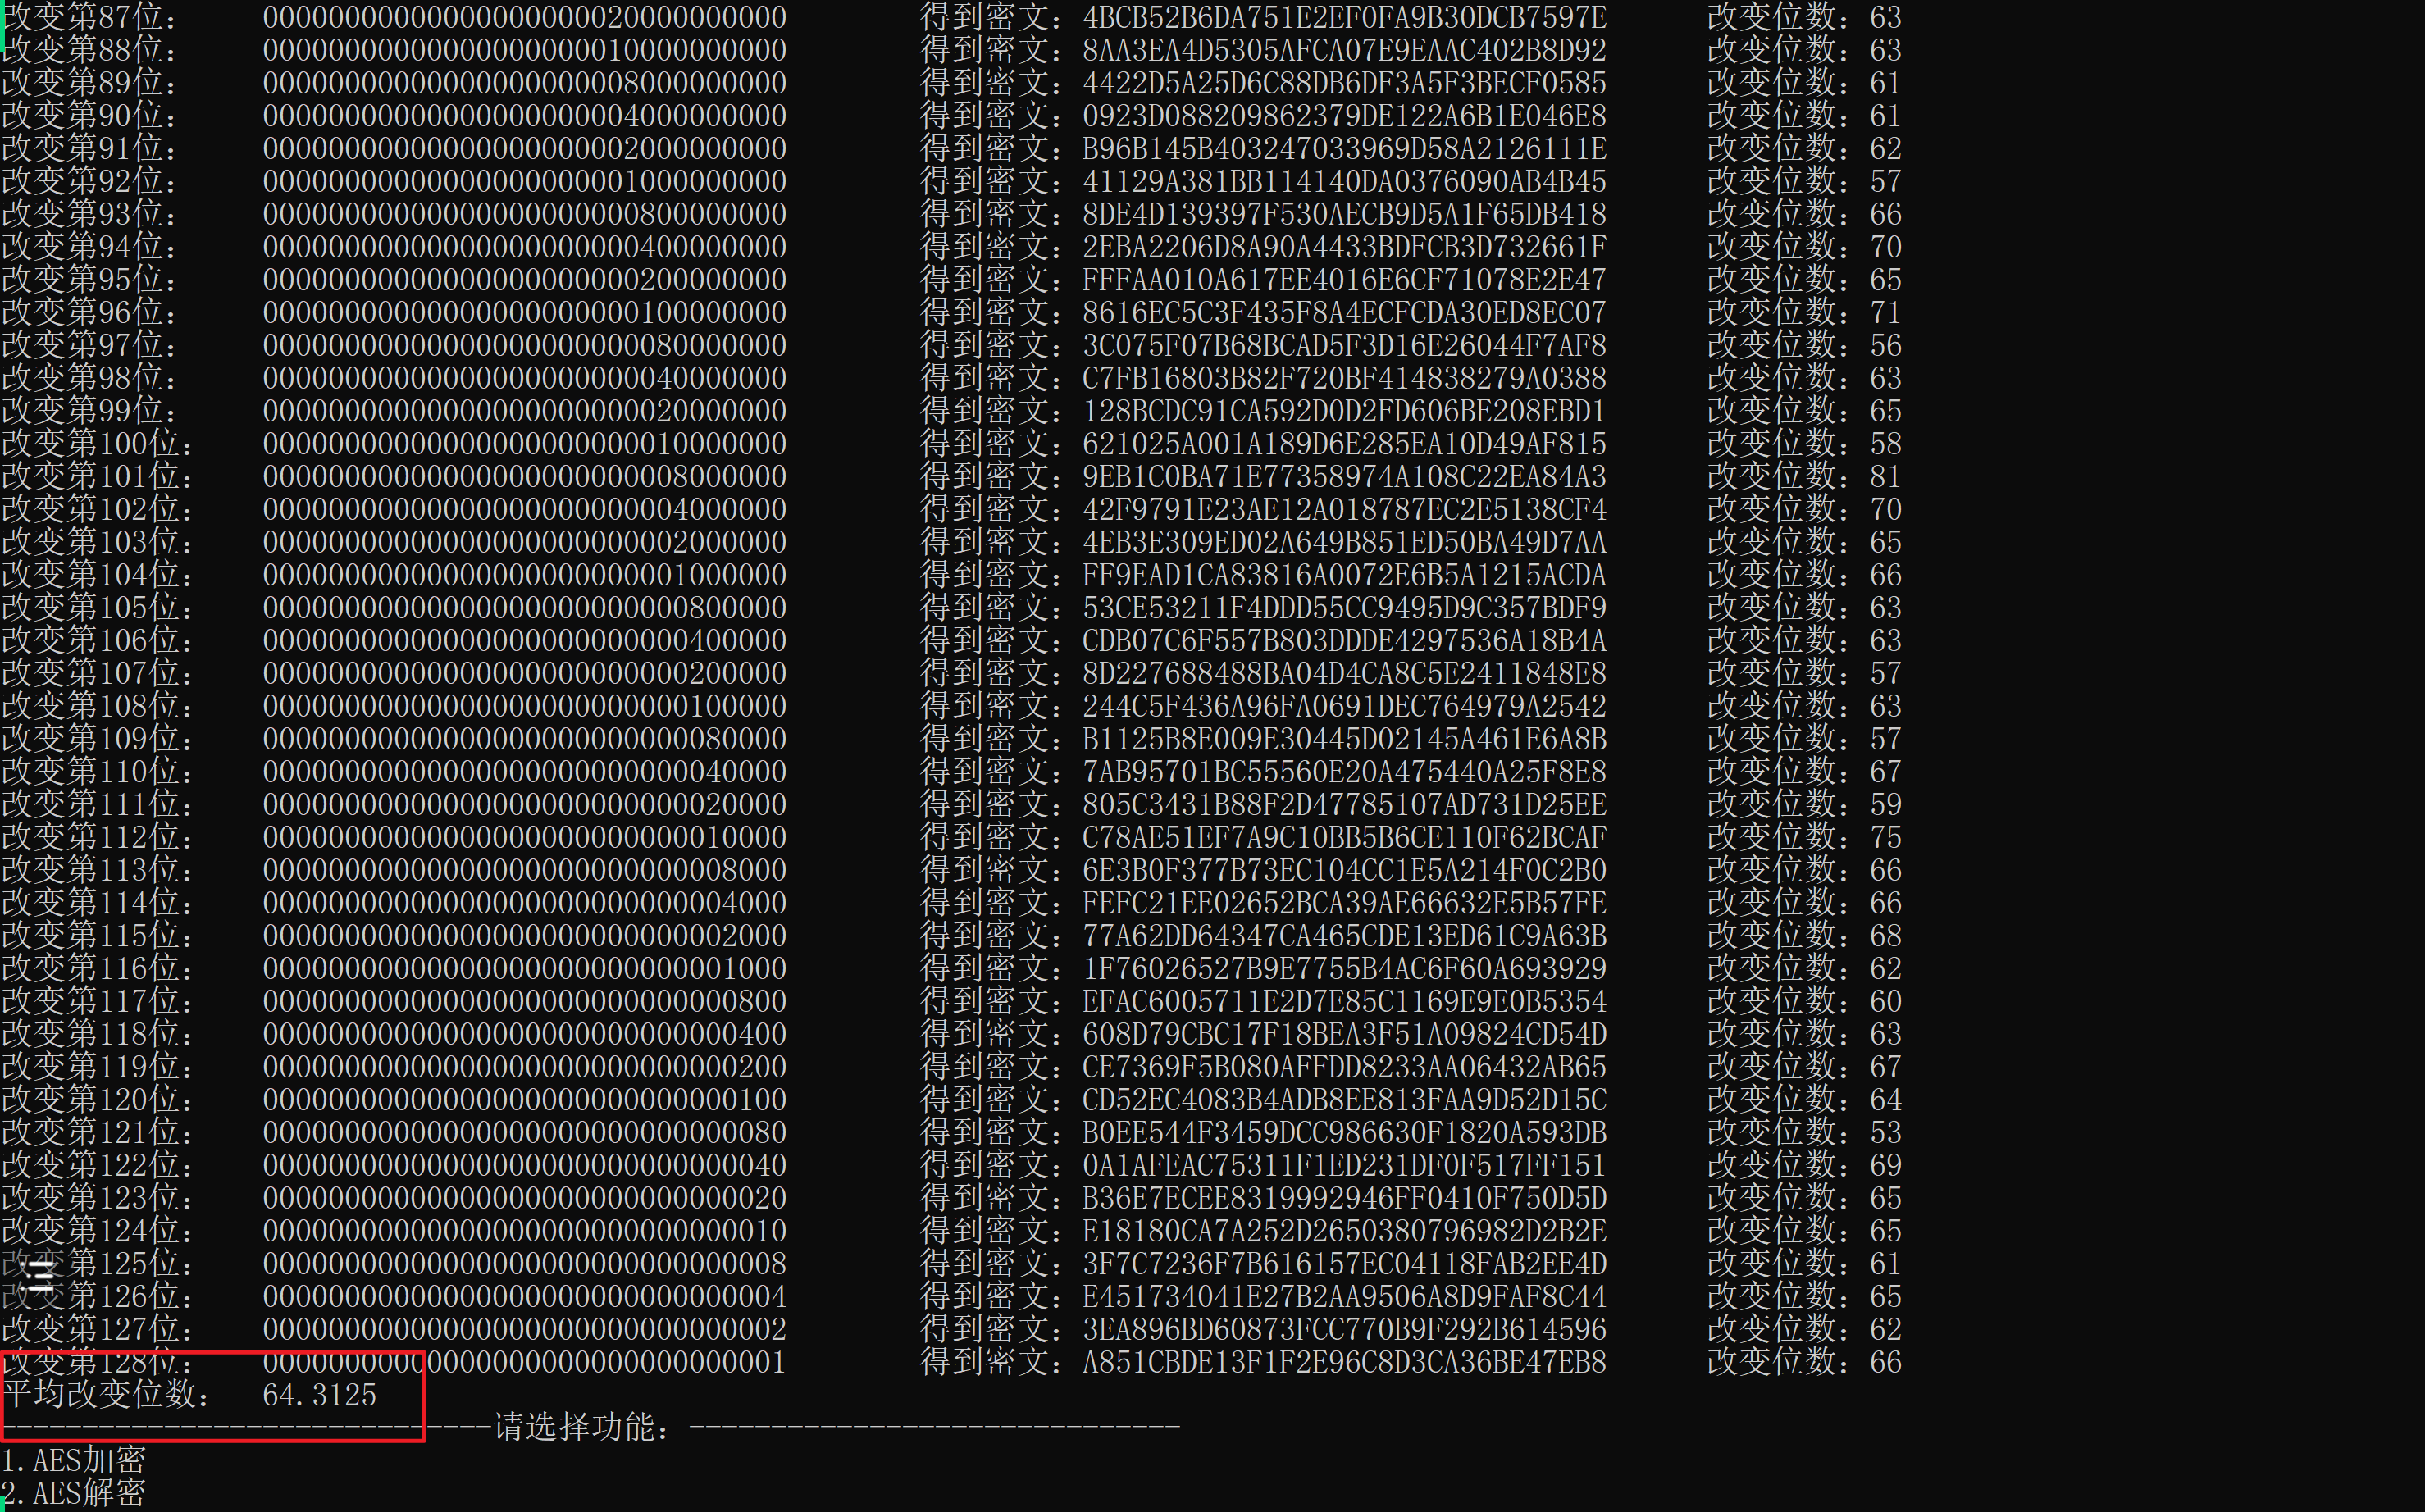 改变第87位： 00000000000000000000020000000000 得到密文：4BCB52B6DA751E2EF0FA9B30DCB7597E 改变位数：63
改变第88位： 00000000000000000000010000000000 得到密文：8AA3EA4D5305AFCA07E9EAAC402B8D92 改变位数：63
改变第89位： 00000000000000000000008000000000 得到密文：4422D5A25D6C88DB6DF3A5F3BECF0585 改变位数：61
改变第90位： 00000000000000000000004000000000 得到密文：0923D088209862379DE122A6B1E046E8 改变位数：61
改变第91位： 00000000000000000000002000000000 得到密文：B96B145B403247033969D58A2126111E 改变位数：62
改变第92位： 00000000000000000000001000000000 得到密文：41129A381BB114140DA0376090AB4B45 改变位数：57
改变第93位： 00000000000000000000000800000000 得到密文：8DE4D139397F530AECB9D5A1F65DB418 改变位数：66
改变第94位： 00000000000000000000000400000000 得到密文：2EBA2206D8A90A4433BDFCB3D732661F 改变位数：70
改变第95位： 00000000000000000000000200000000 得到密文：FFFAA010A617EE4016E6CF71078E2E47 改变位数：65
改变第96位： 00000000000000000000000100000000 得到密文：8616EC5C3F435F8A4ECFCDA30ED8EC07 改变位数：71
改变第97位： 00000000000000000000000080000000 得到密文：3C075F07B68BCAD5F3D16E26044F7AF8 改变位数：56
改变第98位： 00000000000000000000000040000000 得到密文：C7FB16803B82F720BF414838279A0388 改变位数：63
改变第99位： 00000000000000000000000020000000 得到密文：128BCDC91CA592D0D2FD606BE208EBD1 改变位数：65
改变第100位： 00000000000000000000000010000000 得到密文：621025A001A189D6E285EA10D49AF815 改变位数：58
改变第101位： 00000000000000000000000008000000 得到密文：9EB1C0BA71E77358974A108C22EA84A3 改变位数：81
改变第102位： 00000000000000000000000004000000 得到密文：42F9791E23AE12A018787EC2E5138CF4 改变位数：70
改变第103位： 00000000000000000000000002000000 得到密文：4EB3E309ED02A649B851ED50BA49D7AA 改变位数：65
改变第104位： 00000000000000000000000001000000 得到密文：FF9EAD1CA83816A0072E6B5A1215ACDA 改变位数：66
改变第105位： 00000000000000000000000000800000 得到密文：53CE53211F4DDD55CC9495D9C357BDF9 改变位数：63
改变第106位： 00000000000000000000000000400000 得到密文：CDB07C6F557B803DDDE4297536A18B4A 改变位数：63
改变第107位： 00000000000000000000000000200000 得到密文：8D227688488BA04D4CA8C5E2411848E8 改变位数：57
改变第108位： 00000000000000000000000000100000 得到密文：244C5F436A96FA0691DEC764979A2542 改变位数：63
改变第109位： 00000000000000000000000000080000 得到密文：B1125B8E009E30445D02145A461E6A8B 改变位数：57
改变第110位： 00000000000000000000000000040000 得到密文：7AB95701BC55560E20A475440A25F8E8 改变位数：67
改变第111位： 00000000000000000000000000020000 得到密文：805C3431B88F2D47785107AD731D25EE 改变位数：59
改变第112位： 00000000000000000000000000010000 得到密文：C78AE51EF7A9C10BB5B6CE110F62BCAF 改变位数：75
改变第113位： 00000000000000000000000000008000 得到密文：6E3B0F377B73EC104CC1E5A214F0C2B0 改变位数：66
改变第114位： 00000000000000000000000000004000 得到密文：FEFC21EE02652BCA39AE66632E5B57FE 改变位数：66
改变第115位： 00000000000000000000000000002000 得到密文：77A62DD64347CA465CDE13ED61C9A63B 改变位数：68
改变第116位： 00000000000000000000000000001000 得到密文：1F76026527B9E7755B4AC6F60A693929 改变位数：62
改变第117位： 00000000000000000000000000000800 得到密文：EFAC6005711E2D7E85C1169E9E0B5354 改变位数：60
改变第118位： 00000000000000000000000000000400 得到密文：608D79CBC17F18BEA3F51A09824CD54D 改变位数：63
改变第119位： 00000000000000000000000000000200 得到密文：CE7369F5B080AFFDD8233AA06432AB65 改变位数：67
改变第120位： 00000000000000000000000000000100 得到密文：CD52EC4083B4ADB8EE813FAA9D52D15C 改变位数：64
改变第121位： 00000000000000000000000000000080 得到密文：B0EE544F3459DCC986630F1820A593DB 改变位数：53
改变第122位： 00000000000000000000000000000040 得到密文：0A1AFEAC75311F1ED231DF0F517FF151 改变位数：69
改变第123位： 00000000000000000000000000000020 得到密文：B36E7ECEE8319992946FF0410F750D5D 改变位数：65
改变第124位： 00000000000000000000000000000010 得到密文：E18180CA7A252D2650380796982D2B2E 改变位数：65
改变第125位： 00000000000000000000000000000008 得到密文：3F7C7236F7B616157EC04118FAB2EE4D 改变位数：61
改变第126位： 00000000000000000000000000000004 得到密文：E451734041E27B2AA9506A8D9FAF8C44 改变位数：65
改变第127位： 00000000000000000000000000000002 得到密文：3EA896BD60873FCC770B9F292B614596 改变位数：62
改变第128位： 00000000000000000000000000000001 得到密文：A851CBDE13F1F2E96C8D3CA36BE47EB8 改变位数：66
平均改变位数： 64.3125
------------------------------请选择功能：------------------------------
1.AES加密
2.AES解密